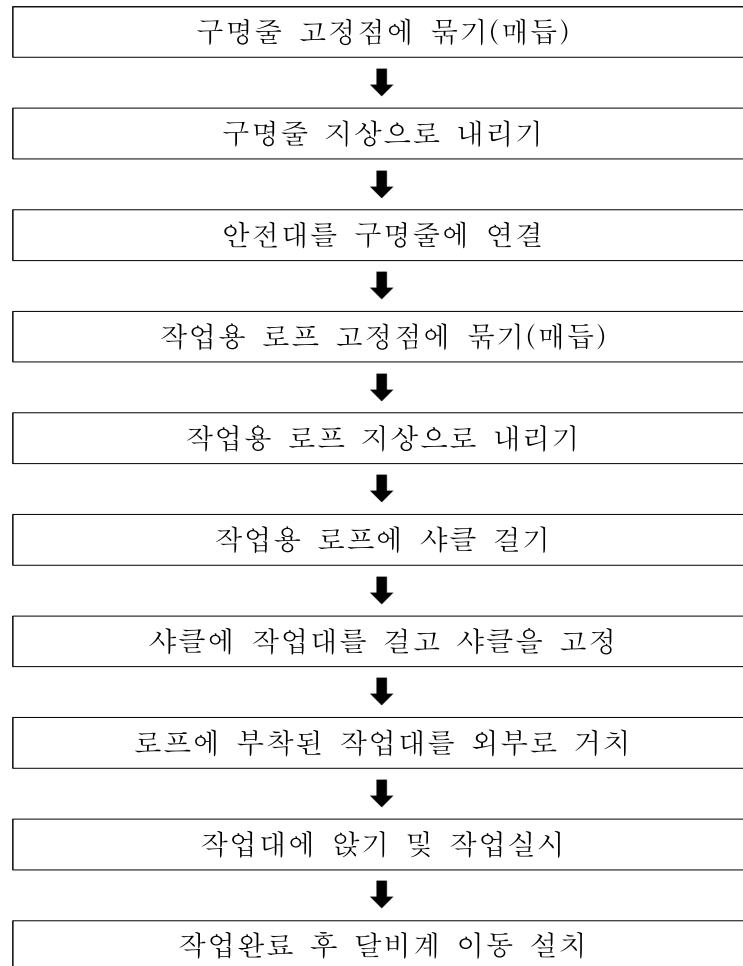 구명줄 고정점에 묶기(매듭)
구명줄 지상으로 내리기
안전대를 구명줄에 연결
작업용 로프 고정점에 묶기(매듭)
작업용 로프 지상으로 내리기
작업용 로프에 샤클 걸기
샤클에 작업대를 걸고 샤클을 고정
로프에 부착된 작업대를 외부로 거치
작업대에 앉기 및 작업실시
작업완료 후 달비계 이동 설치